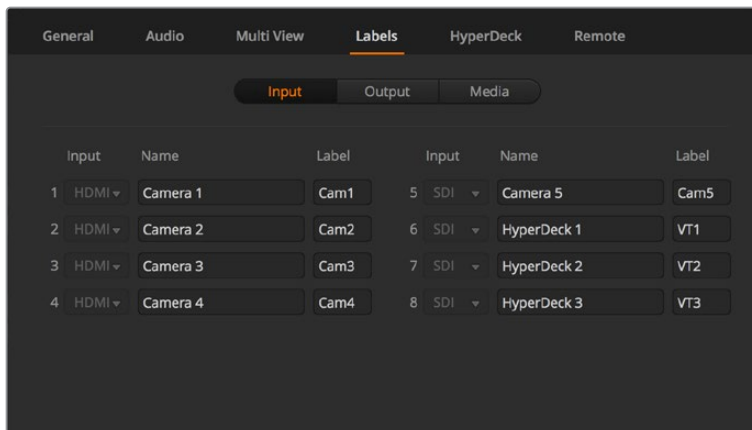 General Audio Multi View Labels HyperDeck Remote
Input Output Media
Input Name Label Input Name Label
1 HDMI Camera 1 Cam1 5 SDI Camera 5 Cam5
2 HDMI Camera 2 Cam2 6 SDI HyperDeck 1 VT1
3 HDMI Camera 3 Cam3 7 SDI HyperDeck 2 VT2
4 HDMI Camera 4 Cam4 8 SDI HyperDeck 3 VT3